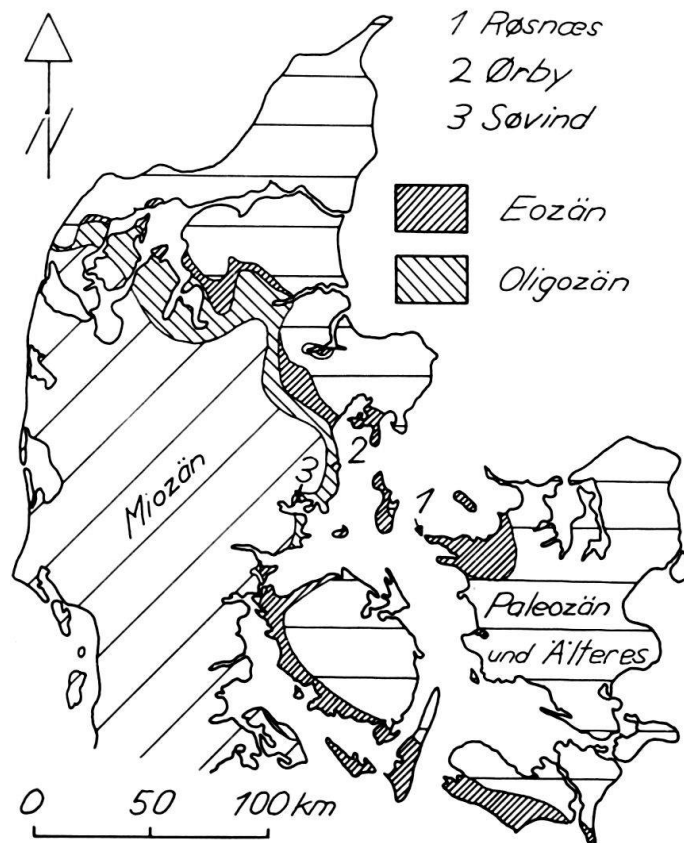 1 Røsnæs
2 Ørby
3 Søvind
N
Eozän
Oligozän
Miozän
3
2
1
Paleozän
und Älteres
0 50 100 km